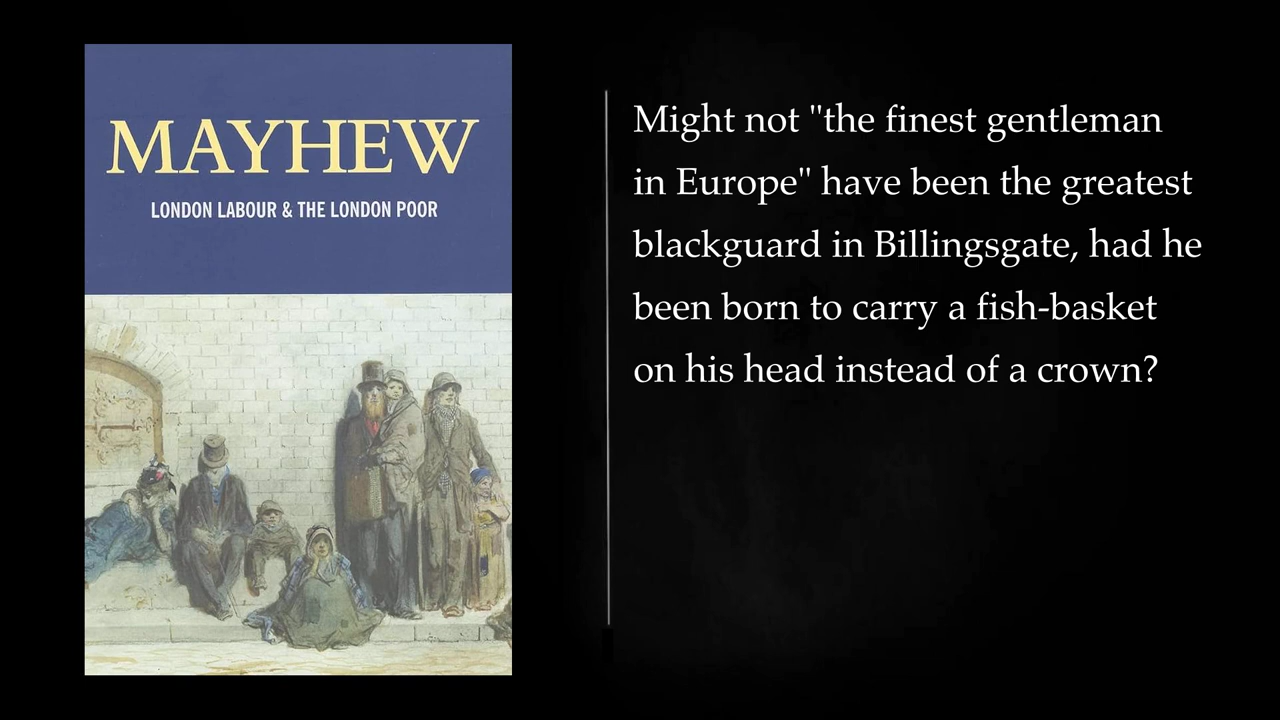 MAYHEW
LONDON LABOUR & THE LONDON POOR
Might not "the finest gentleman
in Europe" have been the greatest
blackguard in Billingsgate, had he
been born to carry a fish-basket
on his head instead of a crown?